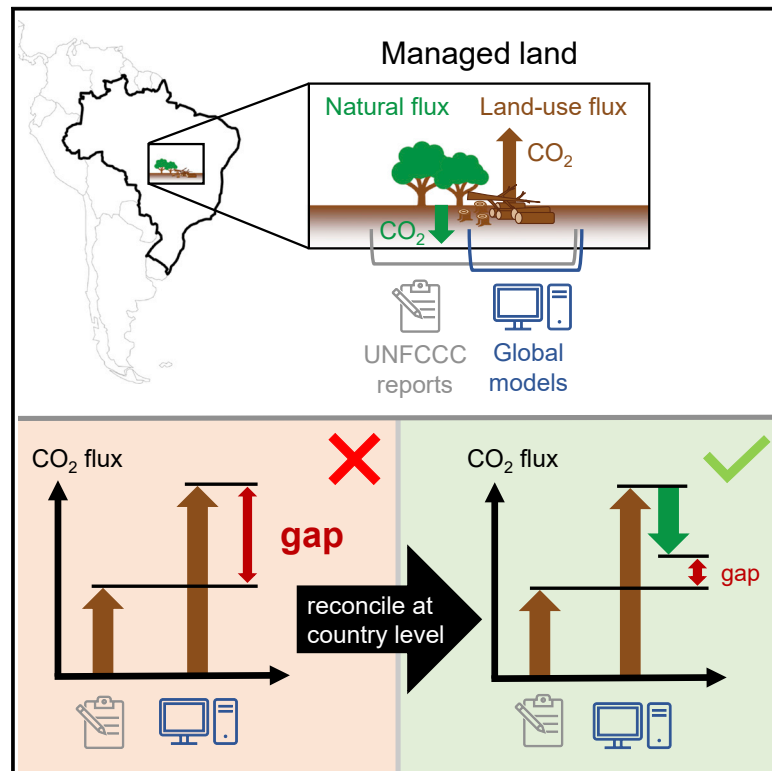 Managed land
Natural flux
Land-use flux
CO₂
CO₂
UNFCCC
reports
Global
models
CO₂ flux
gap
reconcile at
country level
CO₂ flux
gap